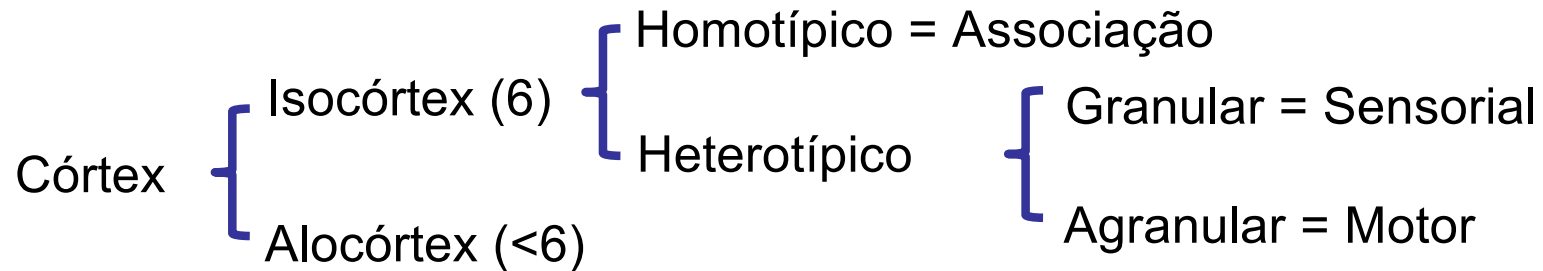 Homotípico = Associação
Isocórtex (6)
Granular = Sensorial
Heterotípico
Córtex
Agranular = Motor
Alocórtex (<6)